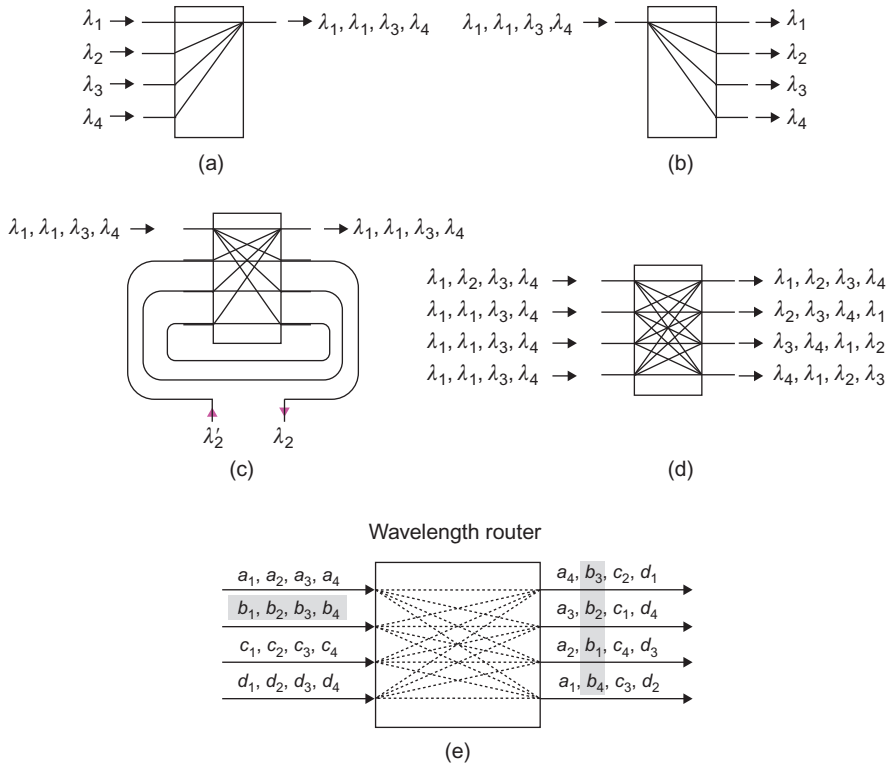 λ1 λ1, λ1, λ3, λ4
λ2
λ3
λ4
(a)
λ1, λ1, λ3 ,λ4 λ1
λ2
λ3
λ4
(b)
λ1, λ1, λ3, λ4 λ1, λ1, λ3, λ4
λ′2 λ2
(c)
λ1, λ2, λ3, λ4 λ1, λ2, λ3, λ4
λ1, λ1, λ3, λ4 λ2, λ3, λ4, λ1
λ1, λ1, λ3, λ4 λ3, λ4, λ1, λ2
λ1, λ1, λ3, λ4 λ4, λ1, λ2, λ3
(d)
Wavelength router
a1, a2, a3, a4 a4, b3, c2, d1
b1, b2, b3, b4 a3, b2, c1, d4
c1, c2, c3, c4 a2, b1, c4, d3
d1, d2, d3, d4 a1, b4, c3, d2
(e)